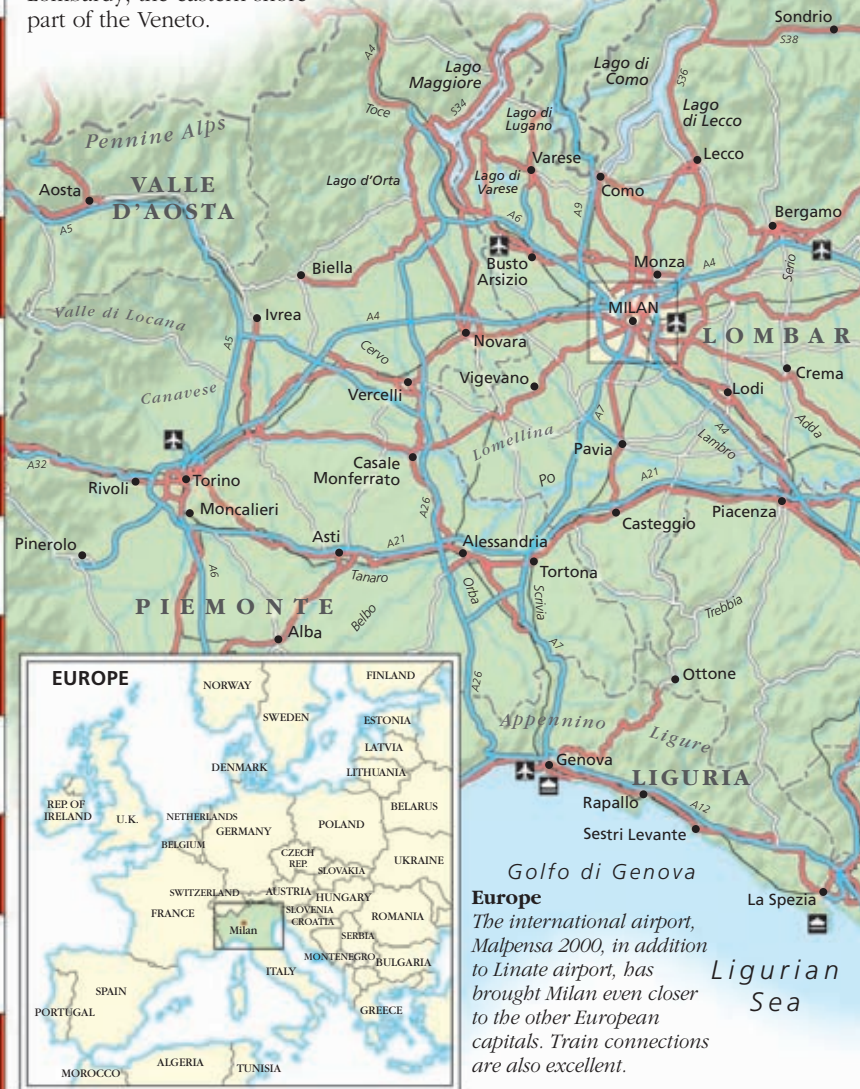 part of the Veneto.
Sondrio
S38
A4
Lago
Maggiore
Lago di
Como
S36
Toce
S34
Lago di
Lugano
Lago
di Lecco
Pennine Alps
Varese
Lecco
Aosta
VALLE
D'AOSTA
Lago d'Orta
Lago di
Varese
Como
A5
A6
A9
Bergamo
Biella
Busto
Arsizio
Monza
A4
Serio
Valle di Locana
Ivrea
A4
MILAN
LOMBAR
A5
Cervo
Novara
Canavese
Vercelli
Vigevano
Lodi
Crema
A7
A4
Adda
Lomellina
Lambro
Pavia
A32
Casale
Monferrato
Po
A21
Rivoli
Torino
A26
Moncalieri
Casteggio
Piacenza
Pinerolo
Asti
A21
Alessandria
Tanaro
Tortona
A6
Orba
Scrivia
PIEMONTE
Belbo
Trebbia
Alba
A7
A26
Ottone
Appennino
Ligure
Genova
LIGURIA
Rapallo
A12
Sestri Levante
Golfo di Genova
La Spezia
Ligurian
Sea
EUROPE
NORWAY
FINLAND
SWEDEN
ESTONIA
LATVIA
DENMARK
LITHUANIA
REP. OF
IRELAND
U.K.
NETHERLANDS
BELARUS
GERMANY
POLAND
BELGIUM
CZECH
REP.
UKRAINE
SLOVAKIA
SWITZERLAND
AUSTRIA
HUNGARY
FRANCE
SLOVENIA
ROMANIA
CROATIA
Milan
SERBIA
MONTENEGRO
BULGARIA
ITALY
SPAIN
PORTUGAL
GREECE
ALGERIA
MOROCCO
TUNISIA
Europe
The international airport,
Malpensa 2000, in addition
to Linate airport, has
brought Milan even closer
to the other European
capitals. Train connections
are also excellent.